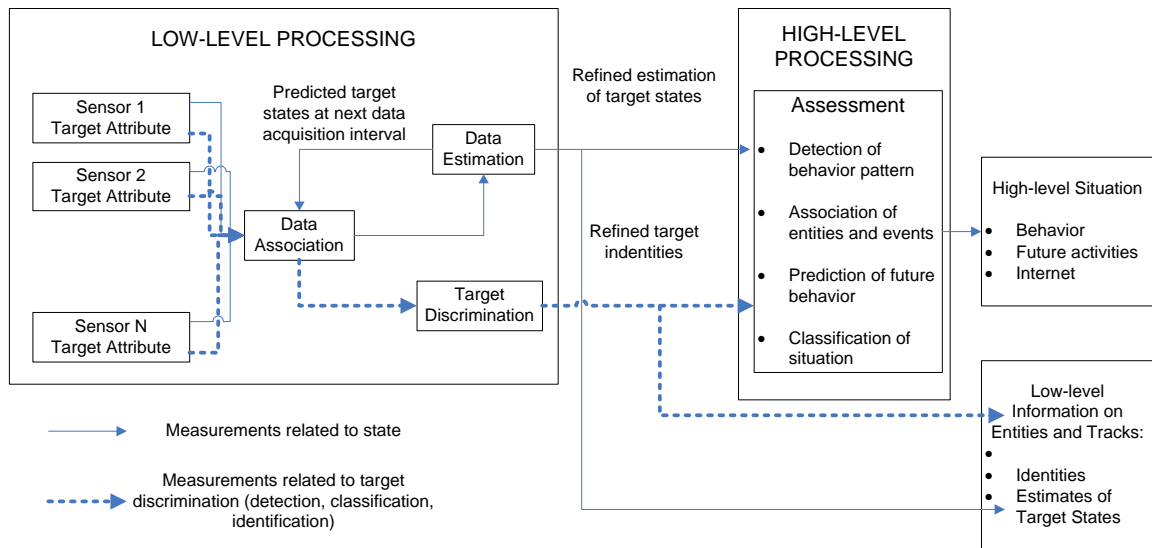 LOW-LEVEL PROCESSING
Sensor 1
Target Attribute
Sensor 2
Target Attribute
Sensor N
Target Attribute
Predicted target
states at next data
acquisition interval
Data
Estimation
Data
Association
Target
Discrimination
Refined estimation
of target states
Refined target
indentities
HIGH-LEVEL
PROCESSING
Assessment
• Detection of
behavior pattern
• Association of
entities and events
• Prediction of future
behavior
• Classification of
situation
High-level Situation
• Behavior
• Future activities
• Internet
Low-level
Information on
Entities and Tracks:
•
• Identities
• Estimates of
Target States
Measurements related to state
Measurements related to target
discrimination (detection, classification,
identification)